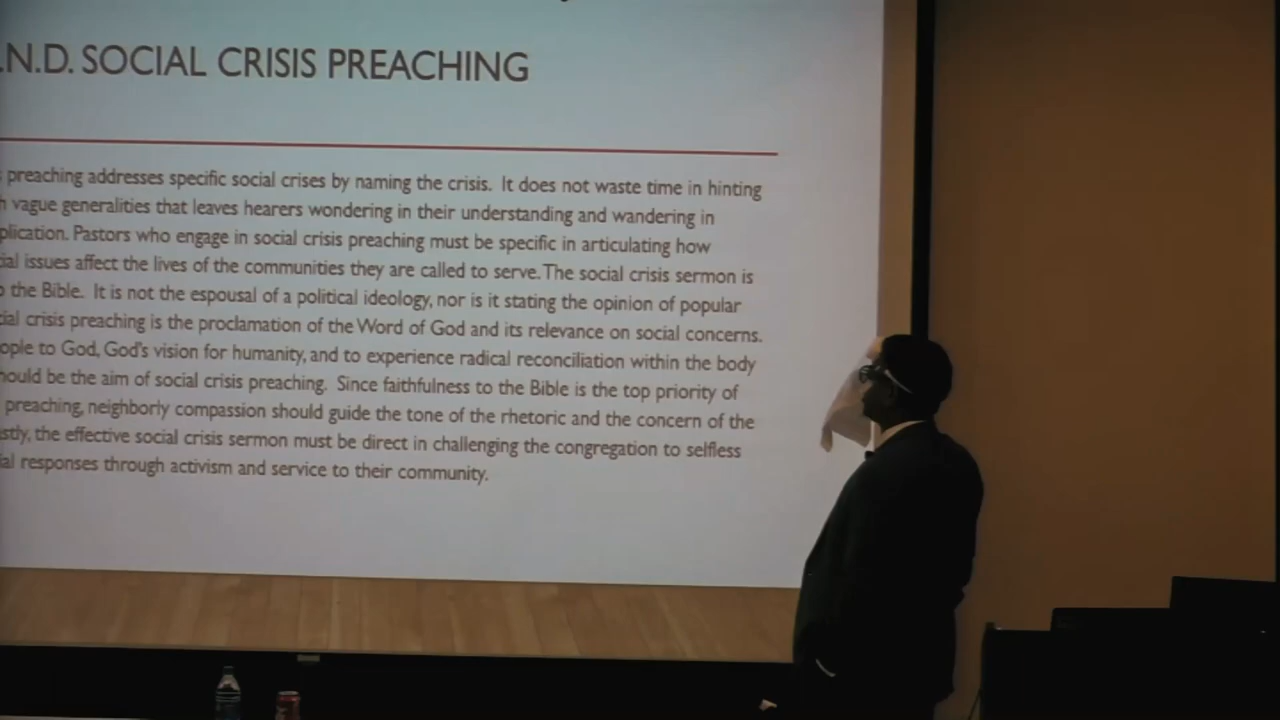 .N.D. SOCIAL CRISIS PREACHING
preaching addresses specific social crises by naming the crisis. It does not waste time in hinting
vague generalities that leaves hearers wondering in their understanding and wandering in
plication. Pastors who engage in social crisis preaching must be specific in articulating how
ial issues affect the lives of the communities they are called to serve. The social crisis sermon is
the Bible. It is not the espousal of a political ideology, nor is it stating the opinion of popular
ial crisis preaching is the proclamation of the Word of God and its relevance on social concerns.
ople to God, God's vision for humanity, and to experience radical reconciliation within the body
hould be the aim of social crisis preaching. Since faithfulness to the Bible is the top priority of
preaching, neighborly compassion should guide the tone of the rhetoric and the concern of the
stly, the effective social crisis sermon must be direct in challenging the congregation to selfless
ial responses through activism and service to their community.